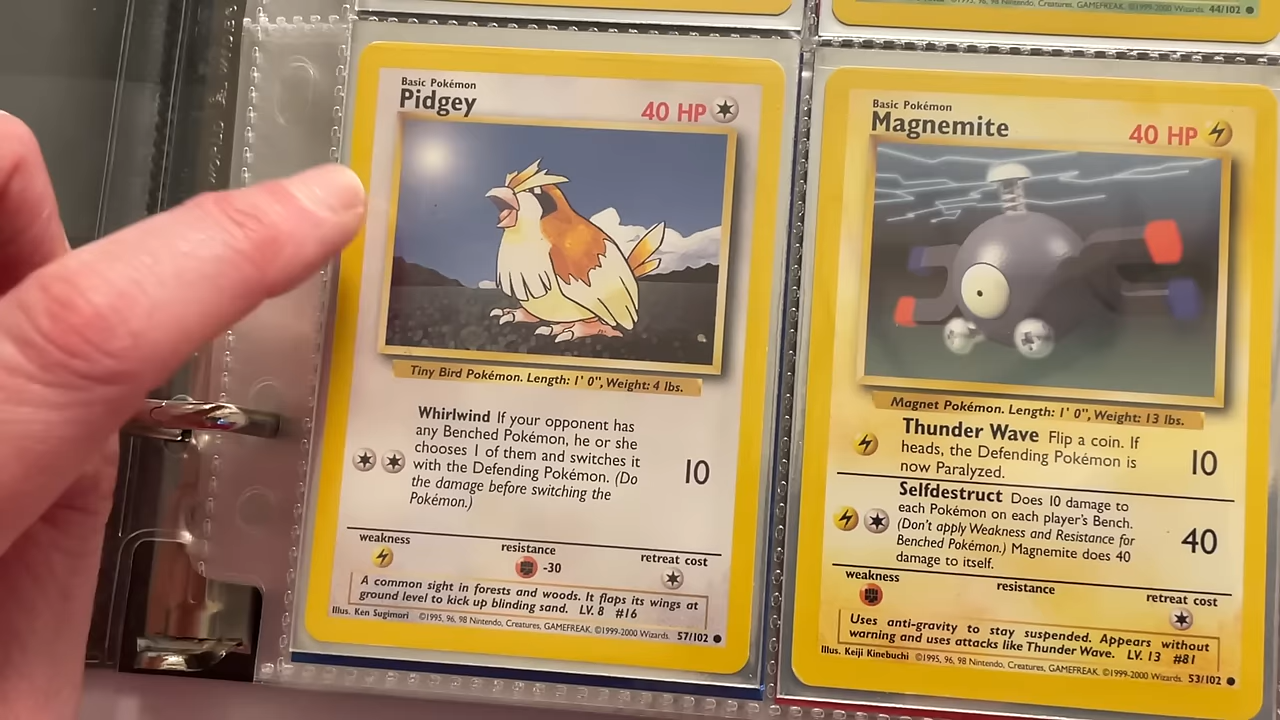 ©1995, 96, 98 Nintendo, Creatures, GAMEFREAK. ©1999-2000 Wizards. 44/102
Basic Pokémon
Pidgey
40 HP
Tiny Bird Pokémon. Length: 1' 0", Weight: 4 lbs.
Whirlwind If your opponent has
any Benched Pokémon, he or she
chooses 1 of them and switches it
with the Defending Pokémon. (Do
the damage before switching the
Pokémon.)
10
weakness
resistance
retreat cost
-30
A common sight in forests and woods. It flaps its wings at
ground level to kick up blinding sand. LV. 8 #16
Illus. Ken Sugimori ©1995, 96, 98 Nintendo, Creatures, GAMEFREAK. ©1999-2000 Wizards. 57/102
Basic Pokémon
Magnemite
40 HP
Magnet Pokémon. Length: 1' 0", Weight: 13 lbs.
Thunder Wave Flip a coin. If
heads, the Defending Pokémon is
now Paralyzed.
10
Selfdestruct Does 10 damage to
each Pokémon on each player's Bench.
(Don't apply Weakness and Resistance for
Benched Pokémon.) Magnemite does 40
damage to itself.
40
weakness
resistance
retreat cost
Uses anti-gravity to stay suspended. Appears without
warning and uses attacks like Thunder Wave. LV. 13 #81
Illus. Keiji Kinebuchi ©1995, 96, 98 Nintendo, Creatures, GAMEFREAK. ©1999-2000 Wizards. 53/102